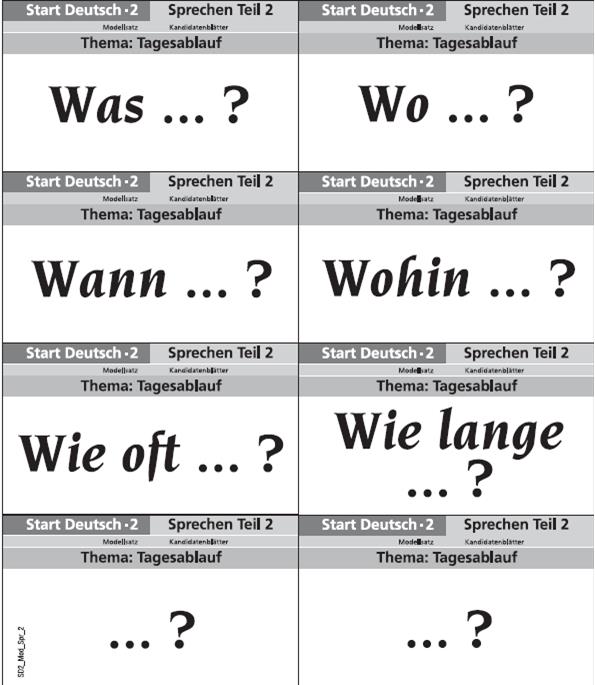 Start Deutsch·2 Sprechen Teil 2
Modellsatz Kandidatenblätter
Thema: Tagesablauf
Was ... ?
Start Deutsch·2 Sprechen Teil 2
Modellsatz Kandidatenblätter
Thema: Tagesablauf
Wo ... ?
Start Deutsch·2 Sprechen Teil 2
Modellsatz Kandidatenblätter
Thema: Tagesablauf
Wann ... ?
Start Deutsch·2 Sprechen Teil 2
Modellsatz Kandidatenblätter
Thema: Tagesablauf
Wohin ... ?
Start Deutsch·2 Sprechen Teil 2
Modellsatz Kandidatenblätter
Thema: Tagesablauf
Wie oft ... ?
Start Deutsch·2 Sprechen Teil 2
Modellsatz Kandidatenblätter
Thema: Tagesablauf
Wie lange
... ?
Start Deutsch·2 Sprechen Teil 2
Modellsatz Kandidatenblätter
Thema: Tagesablauf
... ?
SD2_Mod_Spr_2
Start Deutsch·2 Sprechen Teil 2
Modellsatz Kandidatenblätter
Thema: Tagesablauf
... ?